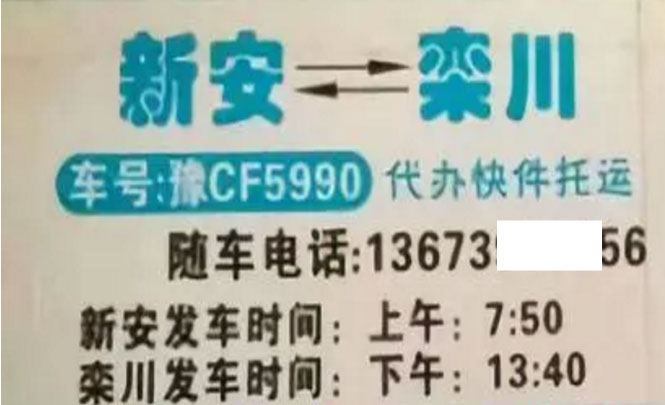 新安⇌栾川
车号:豫CF5990 代办快件托运
随车电话:13673 56
新安发车时间：上午：7:50
栾川发车时间：下午：13:40